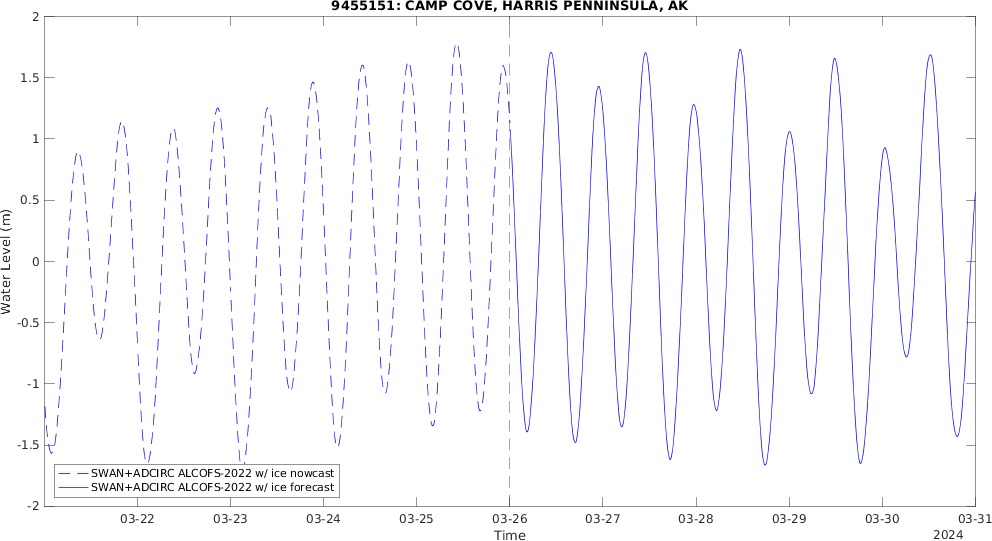 9455151: CAMP COVE, HARRIS PENNINSULA, AK
Water Level (m)
2
1.5
1
0.5
0
-0.5
-1
-1.5
-2
SWAN+ADCIRC ALCOFS-2022 w/ ice nowcast
SWAN+ADCIRC ALCOFS-2022 w/ ice forecast
03-22 03-23 03-24 03-25 03-26 03-27 03-28 03-29 03-30 03-31
Time
2024